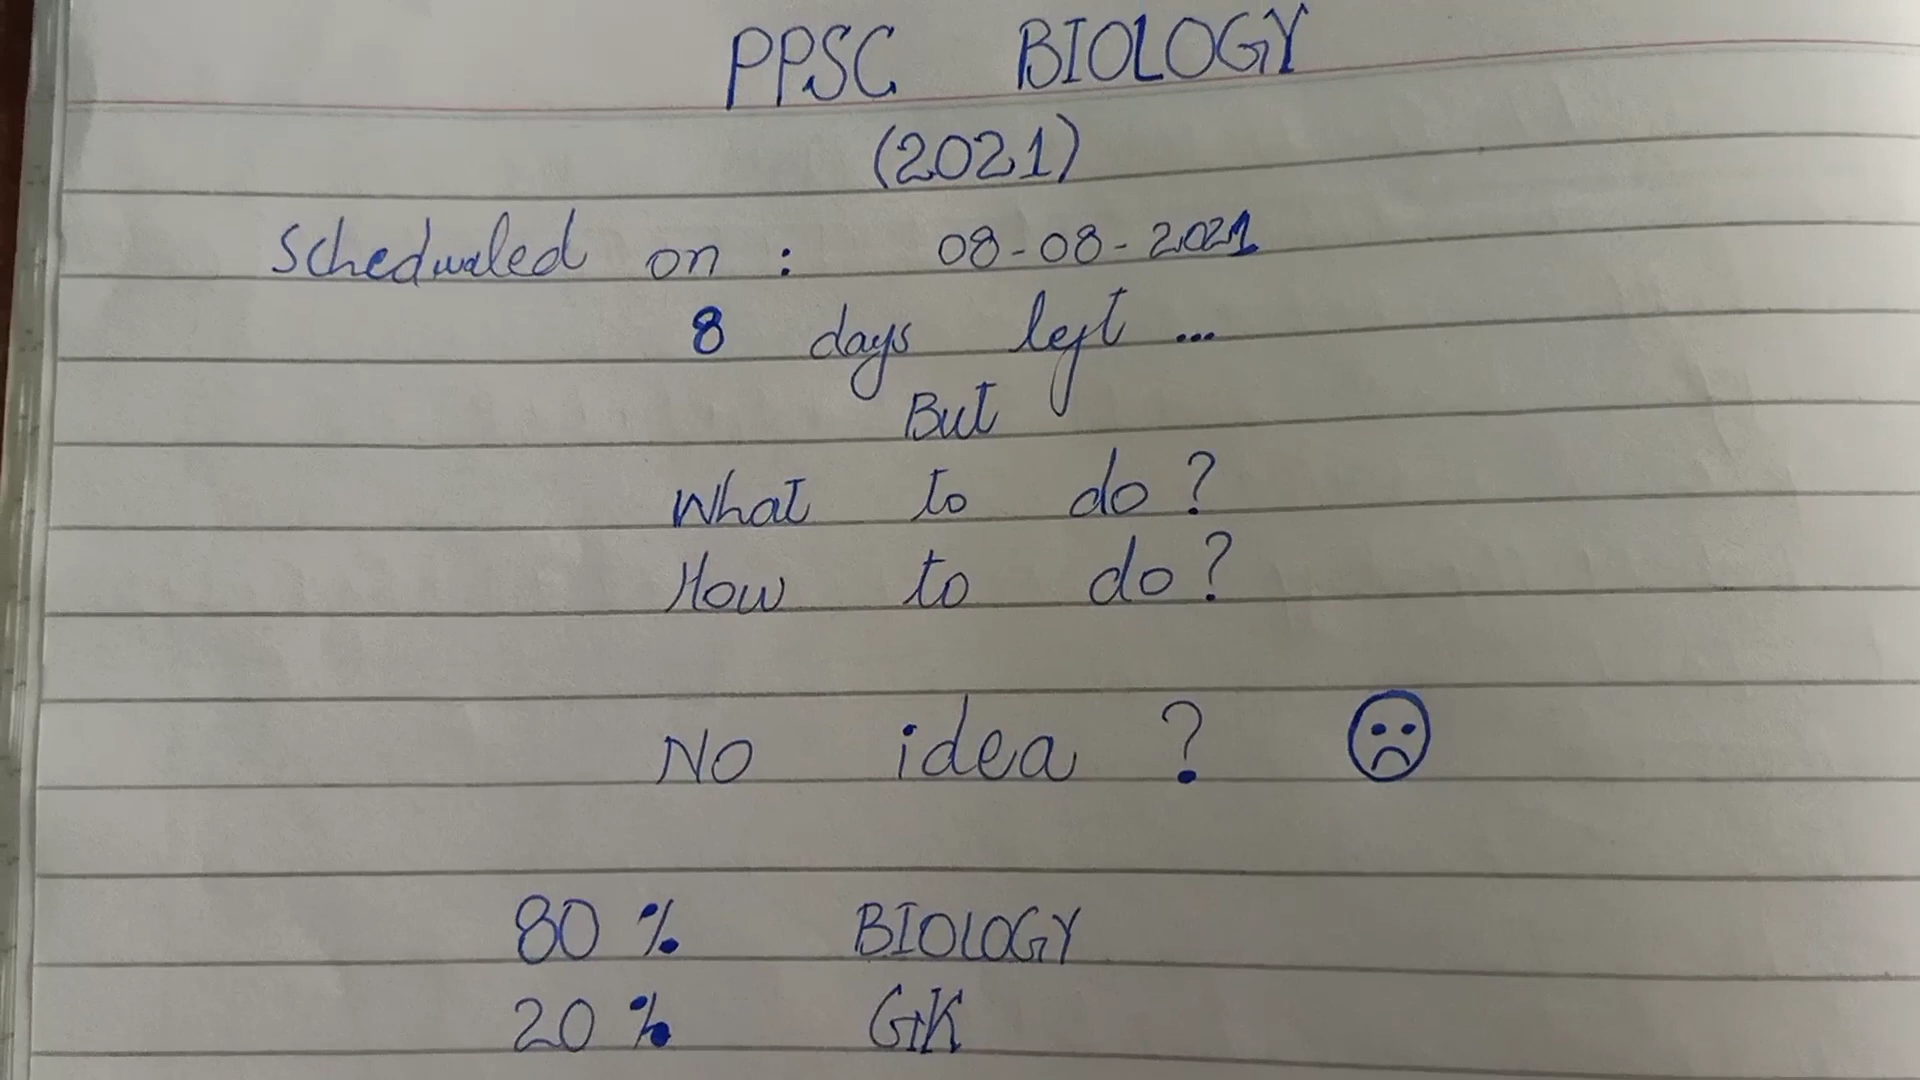 PPSC BIOLOGY
(2021)
Schedualed on : 08-08-2021
8 days left ...
But
What to do ?
How to do ?
No idea ?
80 % BIOLOGY
20 % GK